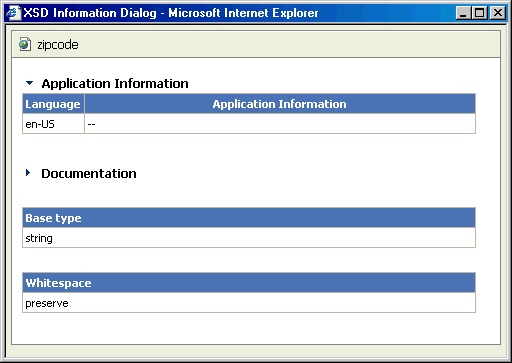 XSD Information Dialog - Microsoft Internet Explorer
zipcode
Application Information
Language Application Information
en-US --
Documentation
Base type
string
Whitespace
preserve